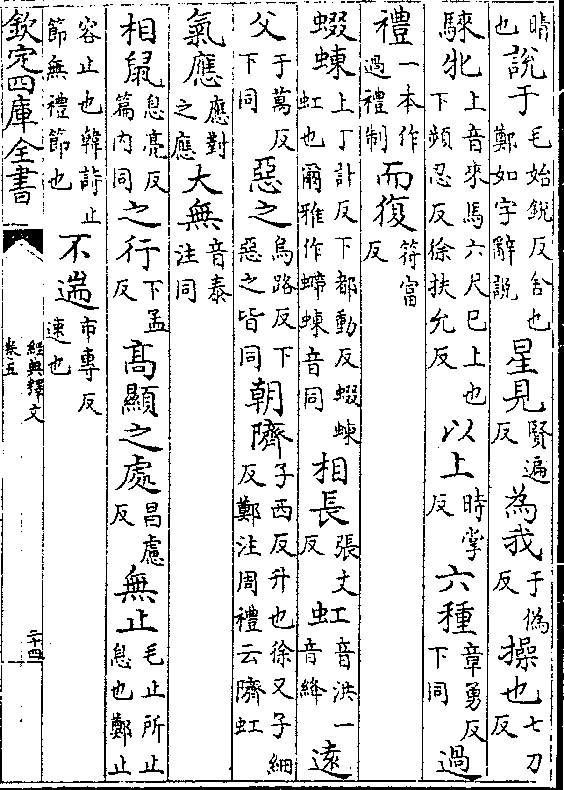 晴也說于毛始銳反舍也鄭如字辭說星見賢遍反為我于偽反操也七刀反
騋牝上音來馬六尺已上也下頻忍反徐扶允反以上時掌反六種章勇反下同過
禮一本作過禮制而復符富反
蝃蝀上丁計反下都動反蝃蝀虹也爾雅作螮蝀音同相長張丈反虹音洪一音絳遠
父于萬反下同惡之烏路反下惡之皆同朝隮子西反升也徐又子細反鄭注周禮云隮虹
氣應應對之應大無音泰注同
相鼠息亮反篇内同之行下孟反高顯之處昌慮反無止毛止所止息也鄭止
容止也韓詩止節無禮節也不遄市專反速也
欽定四庫全書
經典釋文
卷五
二十四